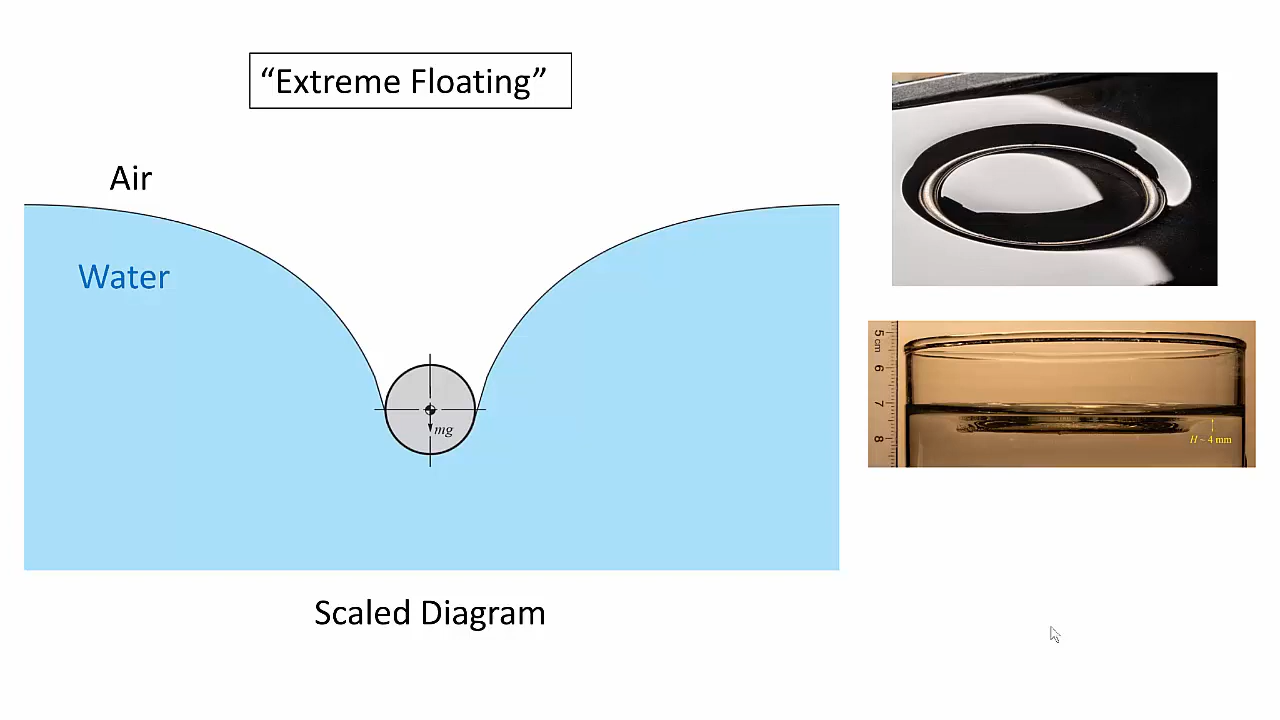 “Extreme Floating”
Air
Water
mg
Scaled Diagram
5 cm
6
7
8
H ~ 4 mm